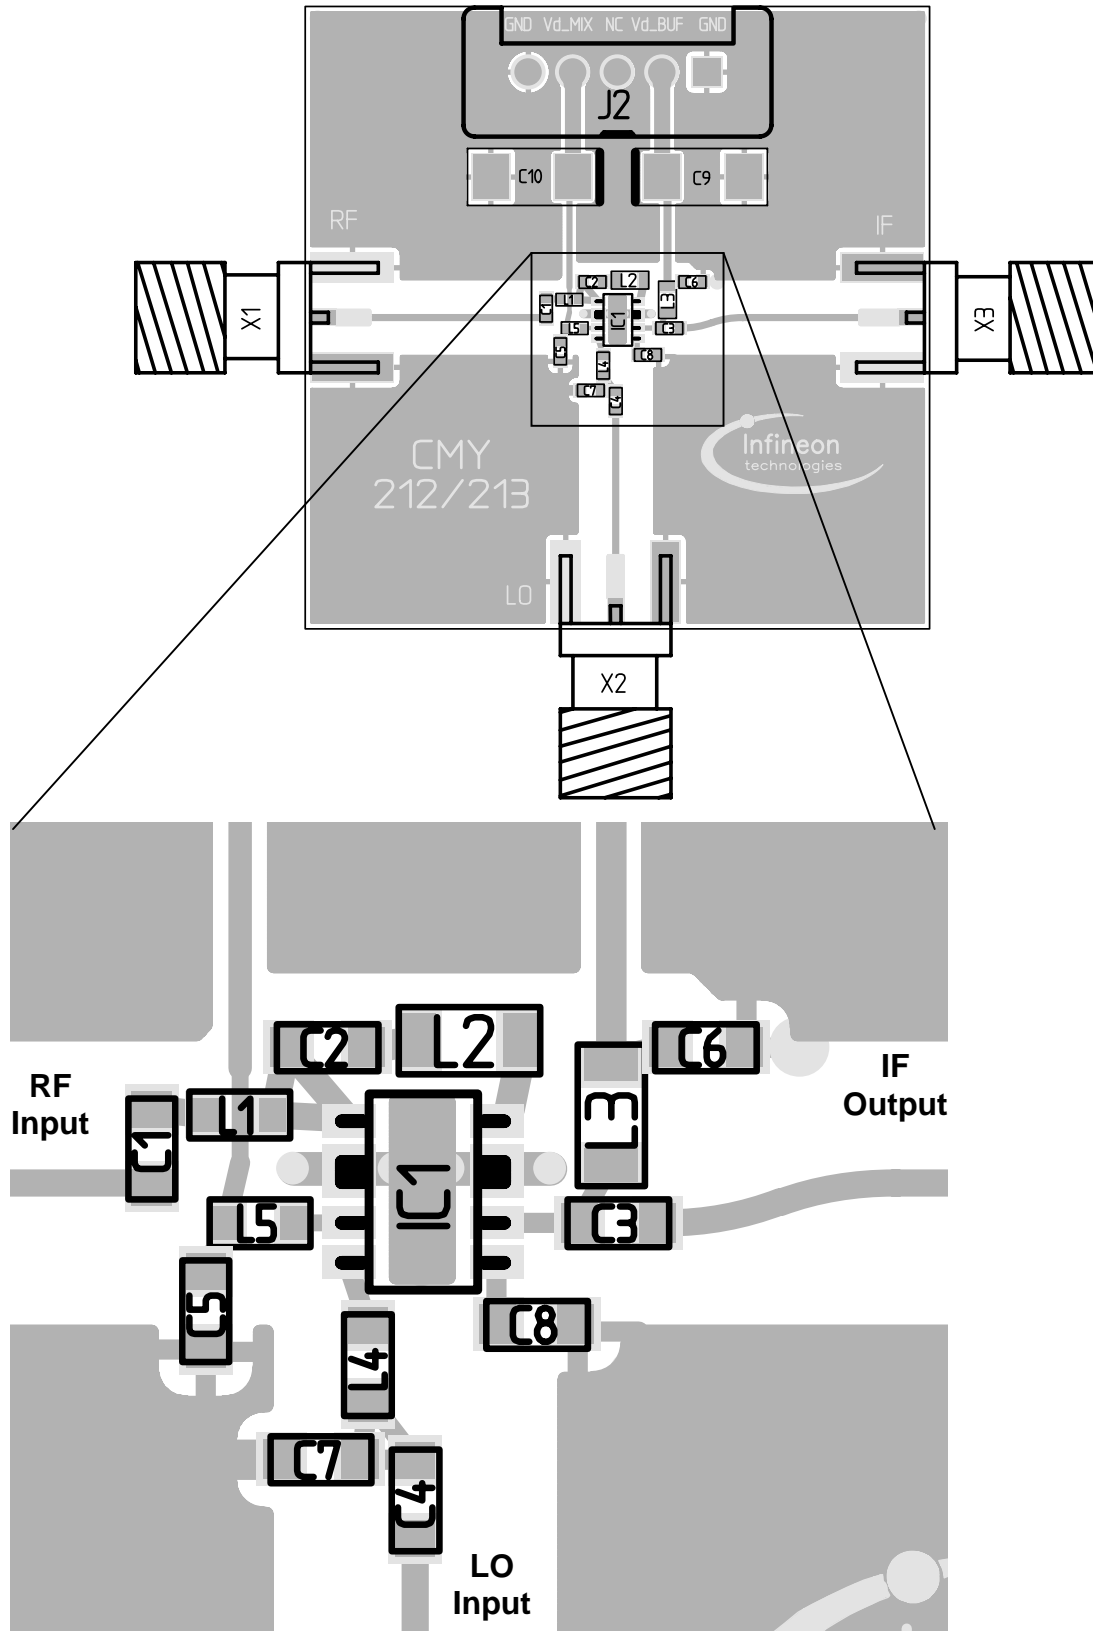 GND Vd_MIX NC Vd_BUF GND
J2
C10 C9
RF IF
C2 L2 C6
C1 L1 L3
X1 IC1 X3
L5 C3
C5 L4 C8
C7 C4
CMY
212/213
Infineon
technologies
LO
X2
C2 L2 C6
RF
Input
IF
Output
C1 L1 L3
IC1
L5 C3
C5 C8
L4
C7
C4
LO
Input